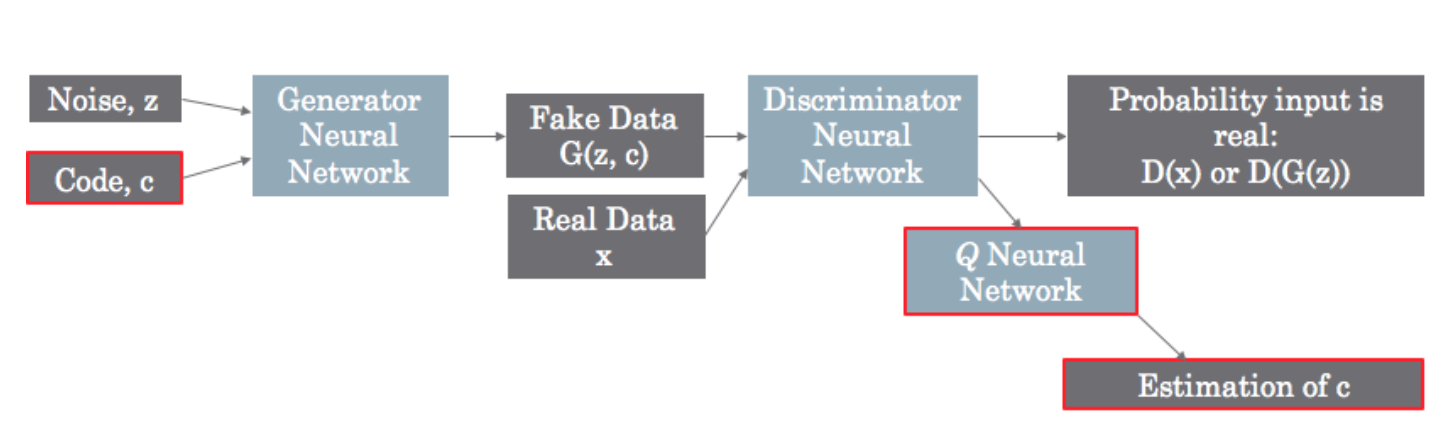 Noise, z
Code, c
Generator
Neural
Network
Fake Data
G(z, c)
Real Data
x
Discriminator
Neural
Network
Probability input is
real:
D(x) or D(G(z))
Q Neural
Network
Estimation of c